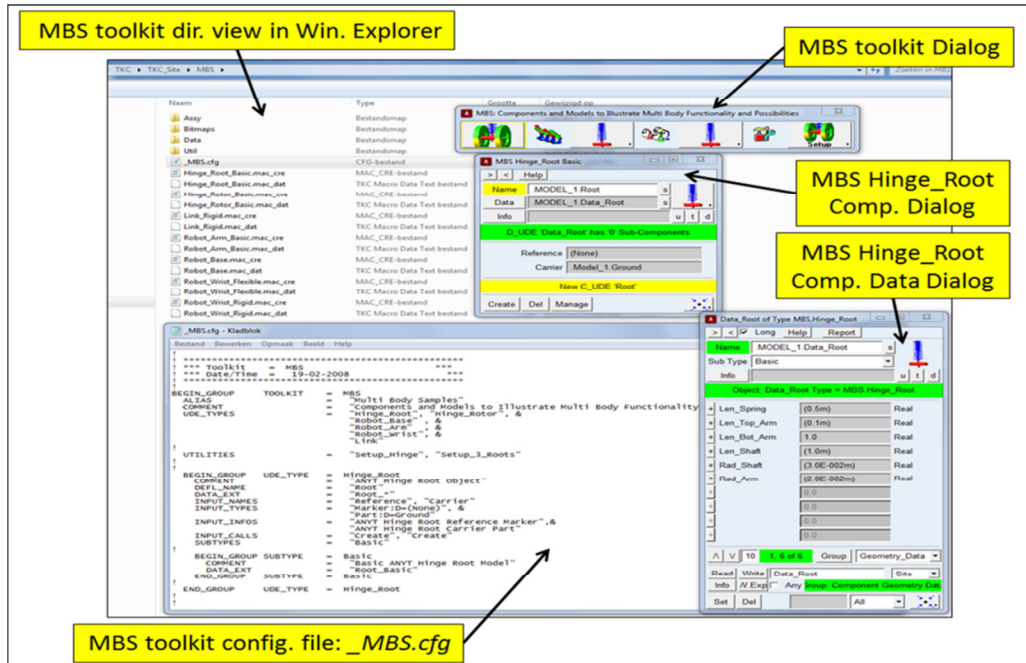 MBS toolkit dir. view in Win. Explorer
MBS toolkit Dialog
TKC ▸ TKC_Site ▸ MBS ▸
Zoeken in MBS
Naam Type Grootte Gewijzigd op
Assy Bestandsmap
Bitmaps Bestandsmap
Data Bestandsmap
Util Bestandsmap
_MBS.cfg CFG-bestand
Hinge_Root_Basic.mac_cre MAC_CRE-bestand
Hinge_Root_Basic.mac_dat TKC Macro Data Text bestand
Hinge_Rotor_Basic.mac_cre MAC_CRE-bestand
Hinge_Rotor_Basic.mac_dat TKC Macro Data Text bestand
Link_Rigid.mac_cre MAC_CRE-bestand
Link_Rigid.mac_dat TKC Macro Data Text bestand
Robot_Arm_Basic.mac_cre MAC_CRE-bestand
Robot_Arm_Basic.mac_dat TKC Macro Data Text bestand
Robot_Base.mac_cre MAC_CRE-bestand
Robot_Base.mac_dat TKC Macro Data Text bestand
Robot_Wrist_Flexible.mac_cre MAC_CRE-bestand
Robot_Wrist_Flexible.mac_dat TKC Macro Data Text bestand
Robot_Wrist_Rigid.mac_cre MAC_CRE-bestand
Robot_Wrist_Rigid.mac_dat TKC Macro Data Text bestand
MBS: Components and Models to Illustrate Multi Body Functionality and Possibilities
Setup
MBS Hinge_Root Basic
> < Help
Name .MODEL_1.Root s
Data .MODEL_1.Data_Root s
Info u t d
D_UDE 'Data_Root' has '0' Sub-Components
Reference (None)
Carrier .Model_1.Ground
New C_UDE 'Root'
Create Del Manage
MBS Hinge_Root
Comp. Dialog
MBS Hinge_Root
Comp. Data Dialog
Data_Root of Type MBS.Hinge_Root
> < Long Help Report
Name .MODEL_1.Data_Root s
Sub Type Basic
Info u t d
Object: Data_Root Type = MBS.Hinge_Root
+ Len_Spring (0.5m) Real
+ Len_Top_Arm (0.1m) Real
+ Len_Bot_Arm 1.0 Real
+ Len_Shaft (1.0m) Real
+ Rad_Shaft (3.0E-002m) Real
+ Rad_Arm (2.0E-002m) Real
+ 0.0
+ 0.0
+ 0.0
+ 0.0
Λ V 10 1, 6 of 6 Group Geometry_Data
Read Write Data_Root Site
Info Any Group: Component Geometry Dat
Set Del All
_MBS.cfg - Kladblok
Bestand Bewerken Opmaak Beeld Help
! *** Toolkit = MBS ***
! *** Date/Time = 19-02-2008
BEGIN_GROUP TOOLKIT = MBS
ALIAS = "Multi Body Samples"
COMMENT = "Components and Models to Illustrate Multi Body Functionality
UDE_TYPES = "Hinge_Root", "Hinge_Rotor", &
"Robot_Base" , &
"Robot_Arm" , &
"Robot_Wrist", &
"Link"
!
UTILITIES = "Setup_Hinge", "Setup_3_Roots"
!
BEGIN_GROUP UDE_TYPE = Hinge_Root
COMMENT = "ANYT Hinge Root Object"
DEFL_NAME = "Root"
DATA_EXT = "Root_*"
INPUT_NAMES = "Reference", "Carrier"
INPUT_TYPES = "Marker:D=(None)", &
"Part:D=Ground"
INPUT_INFOS = "ANYT Hinge Root Reference Marker",&
"ANYT Hinge Root Carrier Part"
INPUT_CALLS = "Create", "Create"
SUBTYPES = "Basic"
!
BEGIN_GROUP SUBTYPE = Basic
COMMENT = "Basic ANYT Hinge Root Model"
DATA_EXT = "Root_Basic"
END_GROUP SUBTYPE = Basic
!
END_GROUP UDE_TYPE = Hinge_Root
!
MBS toolkit config. file: _MBS.cfg